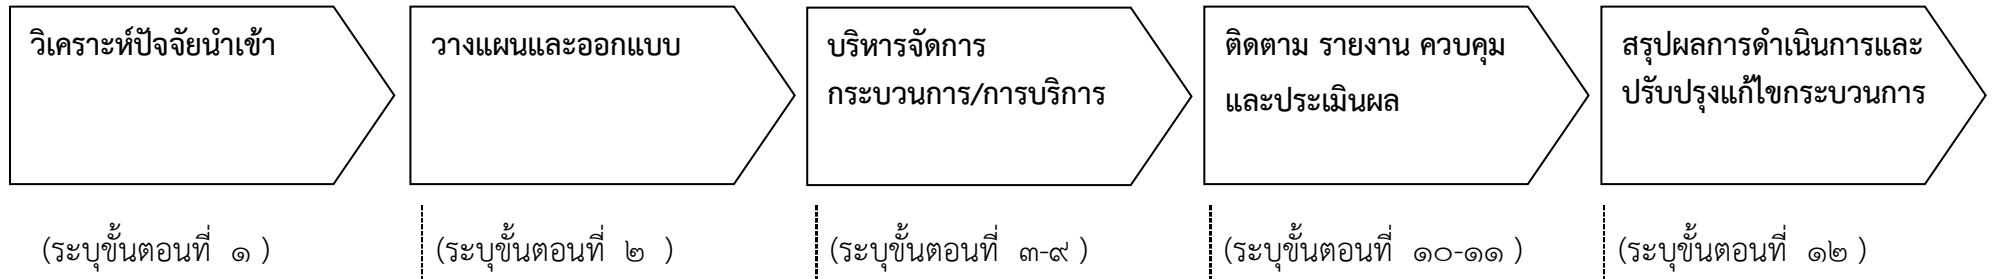 วิเคราะห์ปัจจัยนำเข้า
วางแผนและออกแบบ
บริหารจัดการ
กระบวนการ/การบริการ
ติดตาม รายงาน ควบคุม
และประเมินผล
สรุปผลการดำเนินการและ
ปรับปรุงแก้ไขกระบวนการ
(ระบุขั้นตอนที่ ๑ )
(ระบุขั้นตอนที่ ๒ )
(ระบุขั้นตอนที่ ๓-๙ )
(ระบุขั้นตอนที่ ๑๐-๑๑ )
(ระบุขั้นตอนที่ ๑๒ )